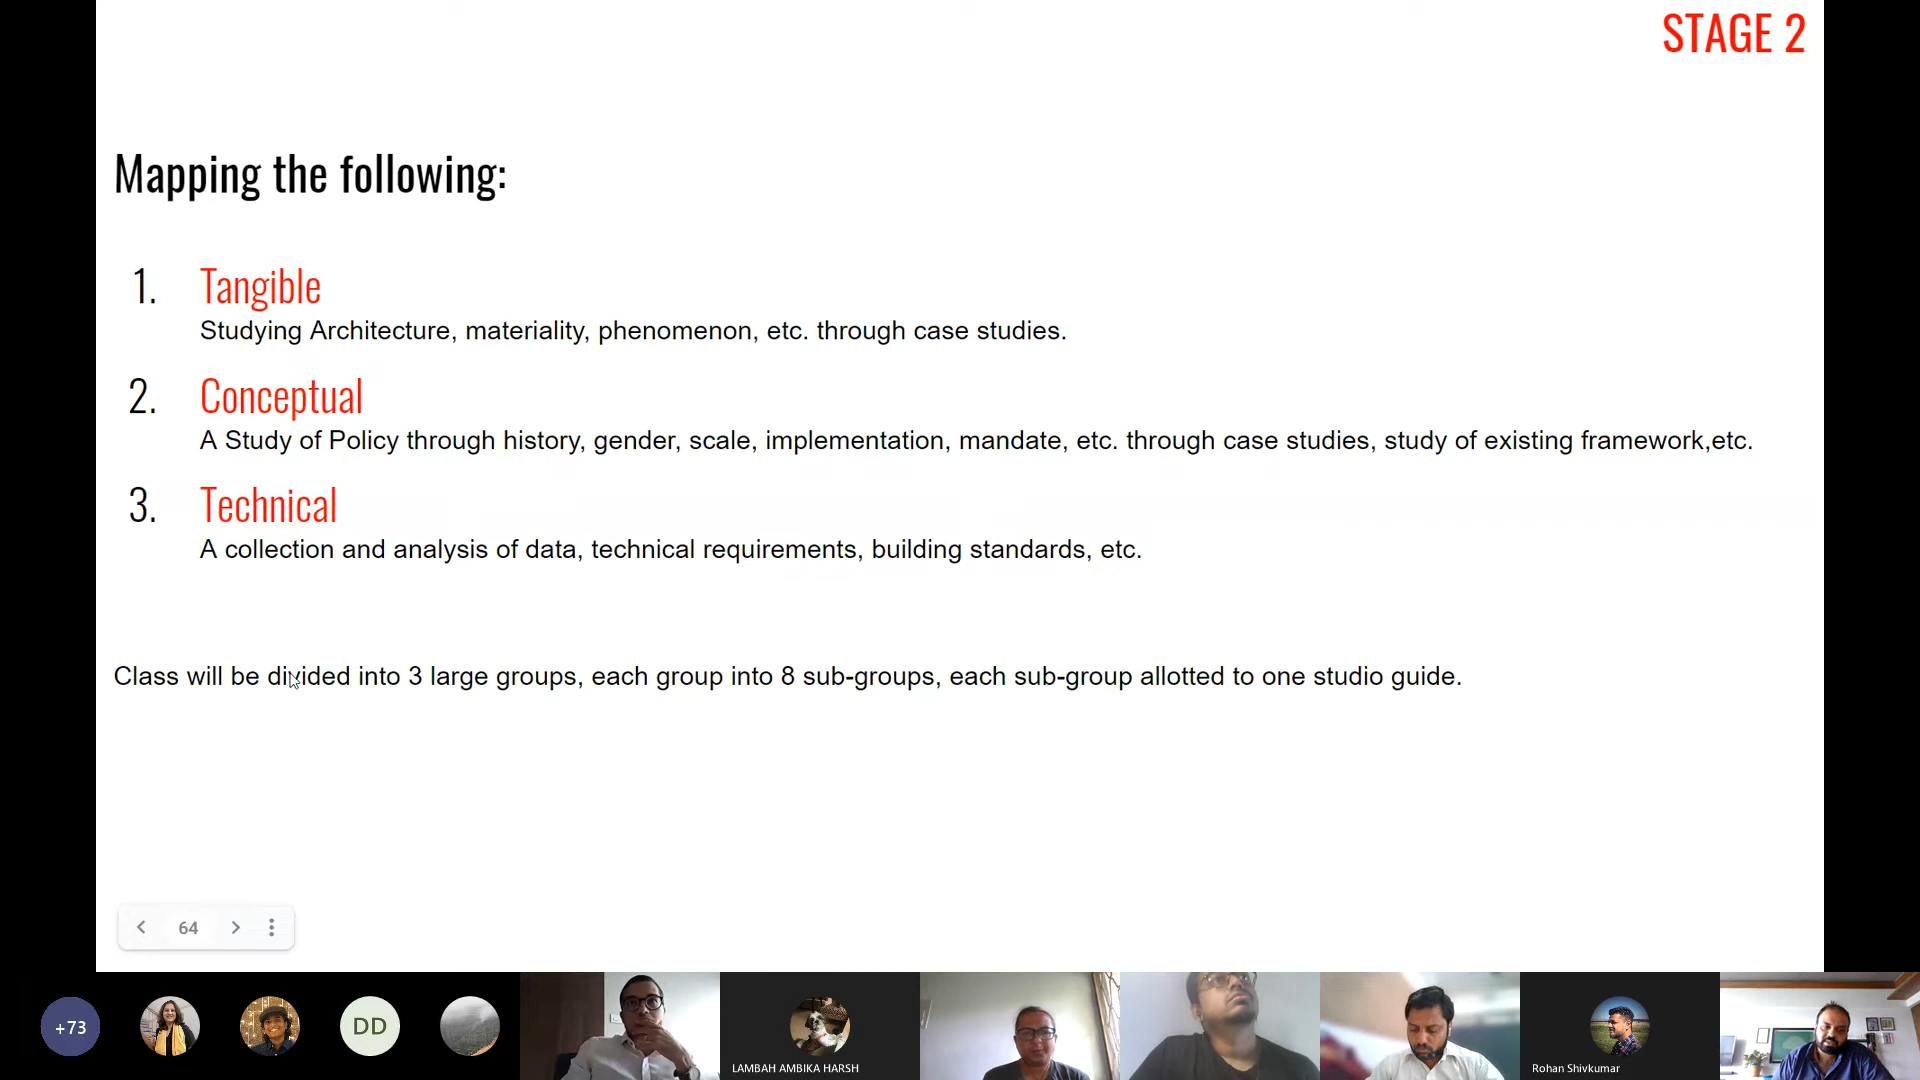 STAGE 2
Mapping the following:
1. Tangible
Studying Architecture, materiality, phenomenon, etc. through case studies.
2. Conceptual
A Study of Policy through history, gender, scale, implementation, mandate, etc. through case studies, study of existing framework,etc.
3. Technical
A collection and analysis of data, technical requirements, building standards, etc.
Class will be divided into 3 large groups, each group into 8 sub-groups, each sub-group allotted to one studio guide.
64
+73
DD
LAMBAH AMBIKA HARSH
Rohan Shivkumar